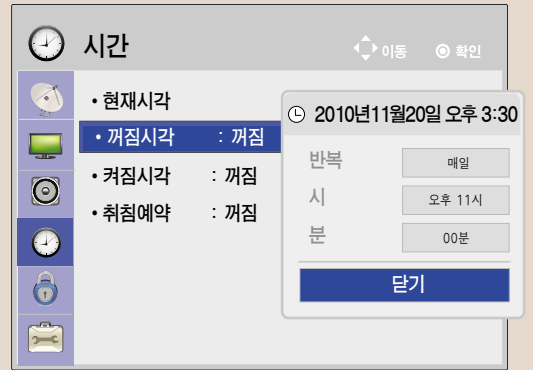 시간
이동 확인
• 현재시각
• 꺼짐시각 : 꺼짐
• 켜짐시각 : 꺼짐
• 취침예약 : 꺼짐
2010년11월20일 오후 3:30
반복 매일
시 오후 11시
분 00분
닫기